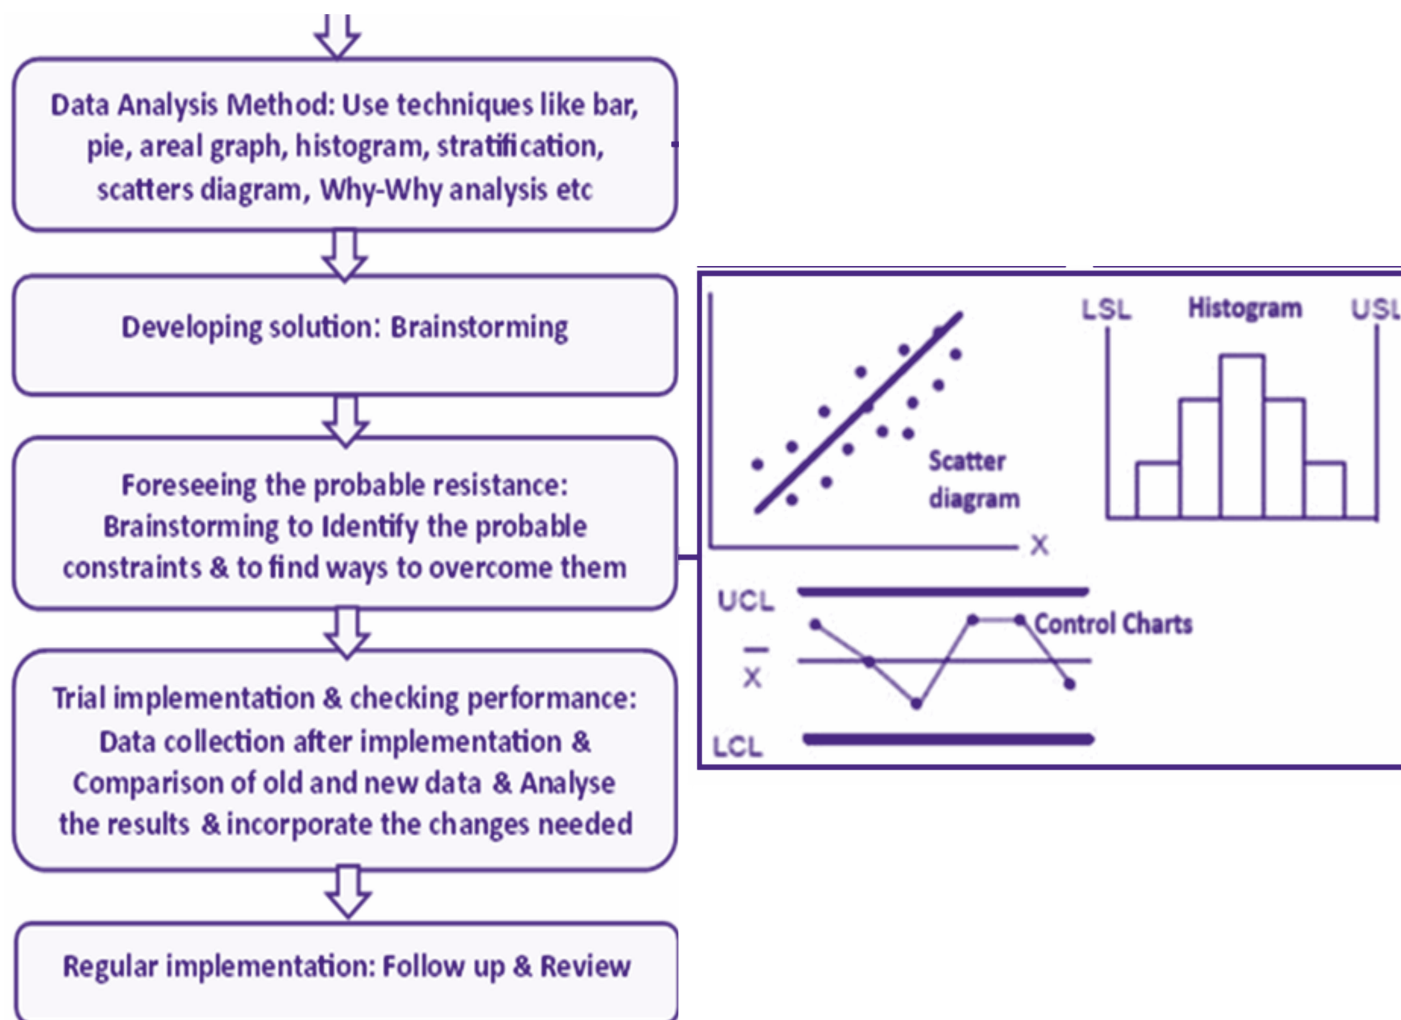 Data Analysis Method: Use techniques like bar,
pie, areal graph, histogram, stratification,
scatters diagram, Why-Why analysis etc
Developing solution: Brainstorming
Foreseeing the probable resistance:
Brainstorming to Identify the probable
constraints & to find ways to overcome them
Trial implementation & checking performance:
Data collection after implementation &
Comparison of old and new data & Analyse
the results & incorporate the changes needed
Regular implementation: Follow up & Review
Scatter
diagram
X
LSL
Histogram
USL
UCL
Control Charts
X̅
LCL